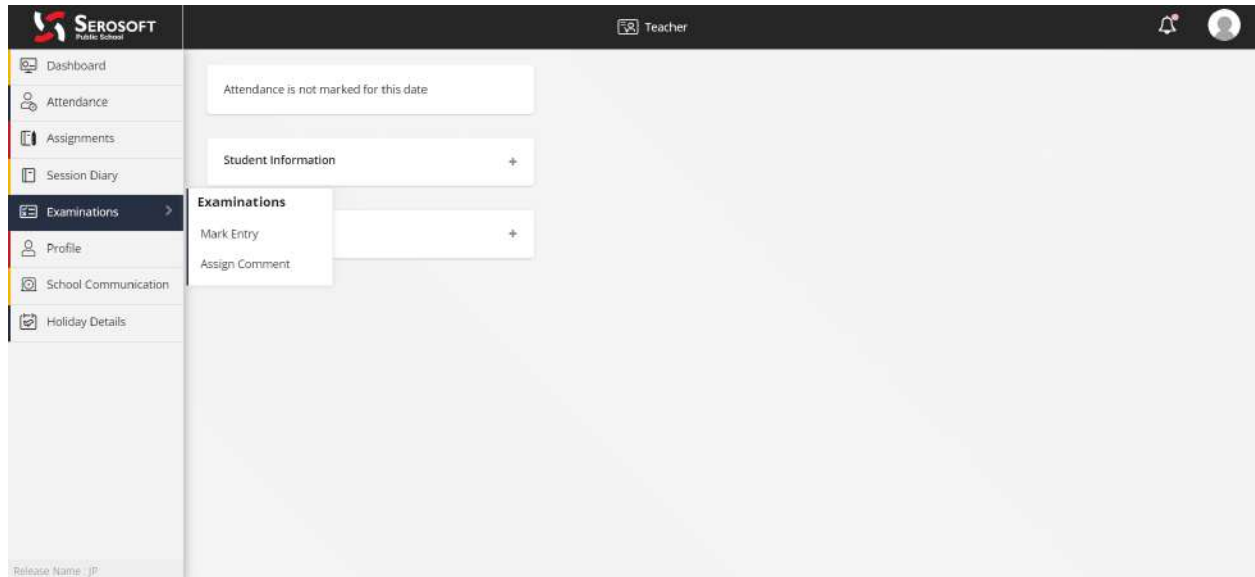 SEROSOFT
Public School
Teacher
Dashboard
Attendance
Assignments
Session Diary
Examinations
Profile
School Communication
Holiday Details
Release Name : JP
Attendance is not marked for this date
Student Information
Examinations
Mark Entry
Assign Comment